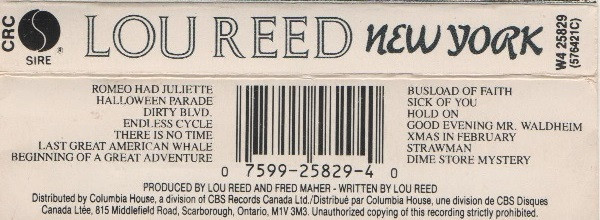 CRC
SIRE ®
LOU REED NEW YORK
W4 25829
(576421C)
ROMEO HAD JULIETTE
HALLOWEEN PARADE
DIRTY BLVD.
ENDLESS CYCLE
THERE IS NO TIME
LAST GREAT AMERICAN WHALE
BEGINNING OF A GREAT ADVENTURE
BUSLOAD OF FAITH
SICK OF YOU
HOLD ON
GOOD EVENING MR. WALDHEIM
XMAS IN FEBRUARY
STRAWMAN
DIME STORE MYSTERY
0 7599-25829-4 0
PRODUCED BY LOU REED AND FRED MAHER - WRITTEN BY LOU REED
Distributed by Columbia House, a division of CBS Records Canada Ltd./Distribué par Columbia House, une division de CBS Disques
Canada Ltée, 815 Middlefield Road, Scarborough, Ontario, M1V 3M3. Unauthorized copying of this recording strictly prohibited.